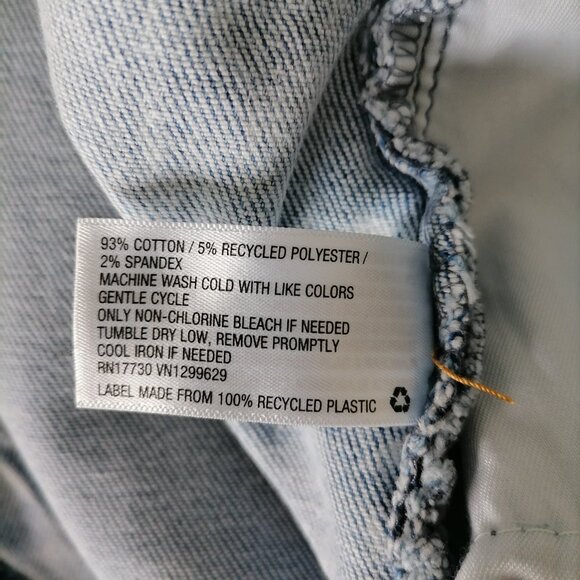 93% COTTON / 5% RECYCLED POLYESTER /
2% SPANDEX
MACHINE WASH COLD WITH LIKE COLORS
GENTLE CYCLE
ONLY NON-CHLORINE BLEACH IF NEEDED
TUMBLE DRY LOW, REMOVE PROMPTLY
COOL IRON IF NEEDED
RN17730 VN1299629
LABEL MADE FROM 100% RECYCLED PLASTIC